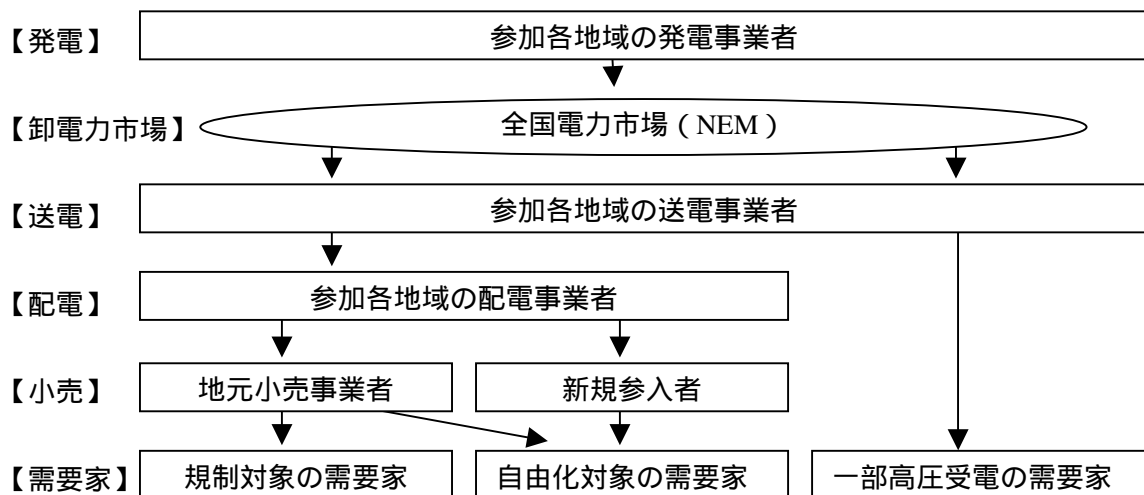 【発電】 参加各地域の発電事業者
【卸電力市場】 全国電力市場（NEM）
【送電】 参加各地域の送電事業者
【配電】 参加各地域の配電事業者
【小売】 地元小売事業者 新規参入者
【需要家】 規制対象の需要家 自由化対象の需要家 一部高圧受電の需要家